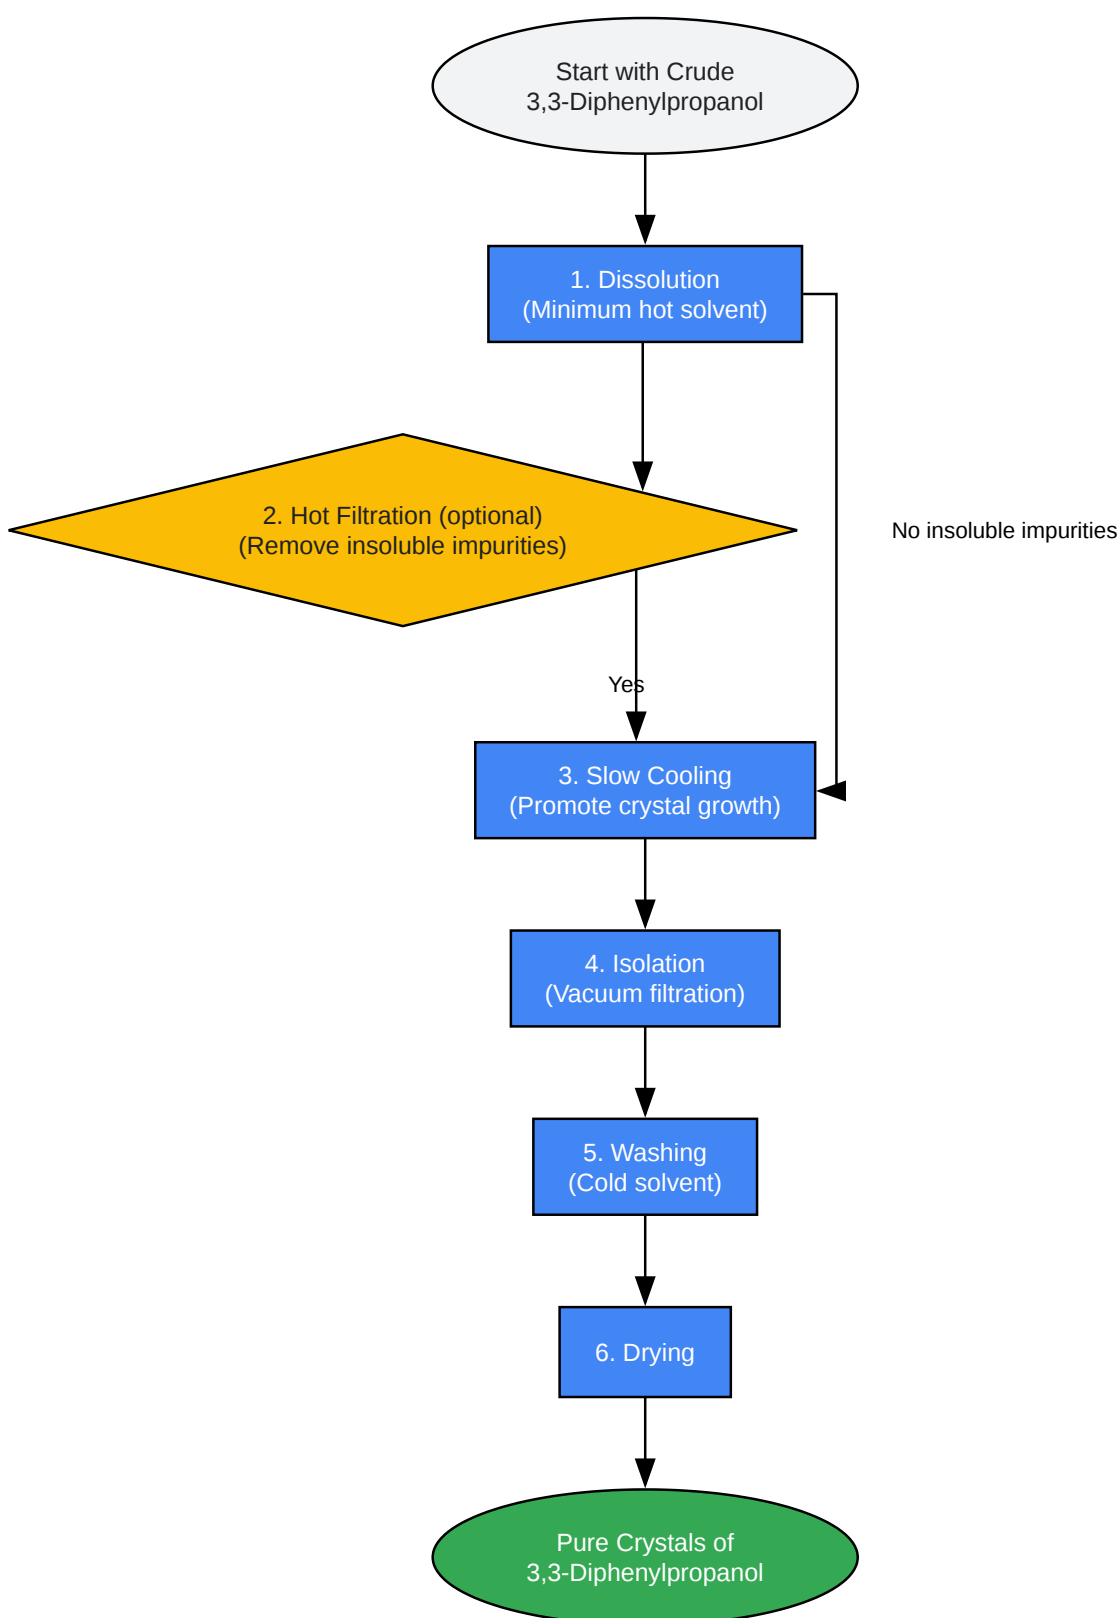 Start with Crude
3,3-Diphenylpropanol
1. Dissolution
(Minimum hot solvent)
2. Hot Filtration (optional)
(Remove insoluble impurities)
No insoluble impurities
Yes
3. Slow Cooling
(Promote crystal growth)
4. Isolation
(Vacuum filtration)
5. Washing
(Cold solvent)
6. Drying
Pure Crystals of
3,3-Diphenylpropanol